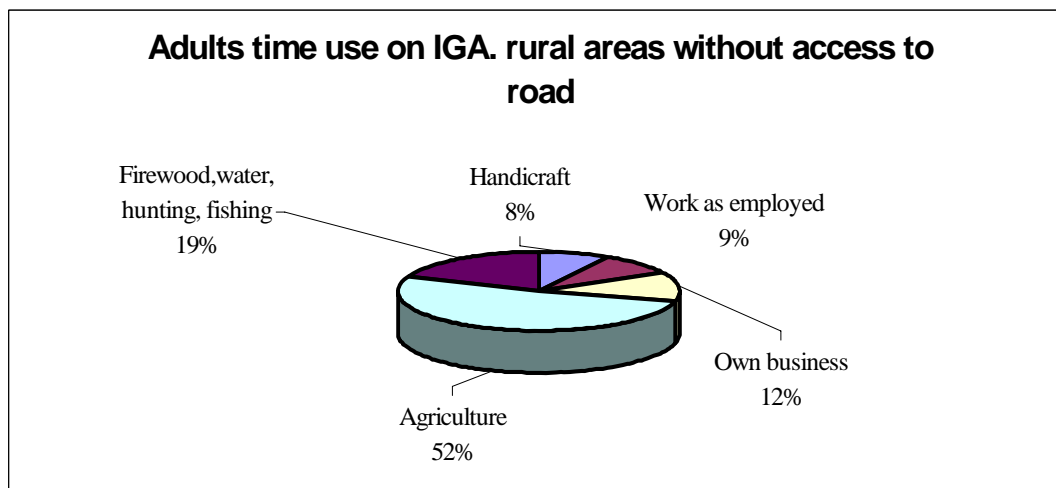 Adults time use on IGA. rural areas without access to
road
Firewood,water,
hunting, fishing
19%
Handicraft
8%
Work as employed
9%
Own business
12%
Agriculture
52%